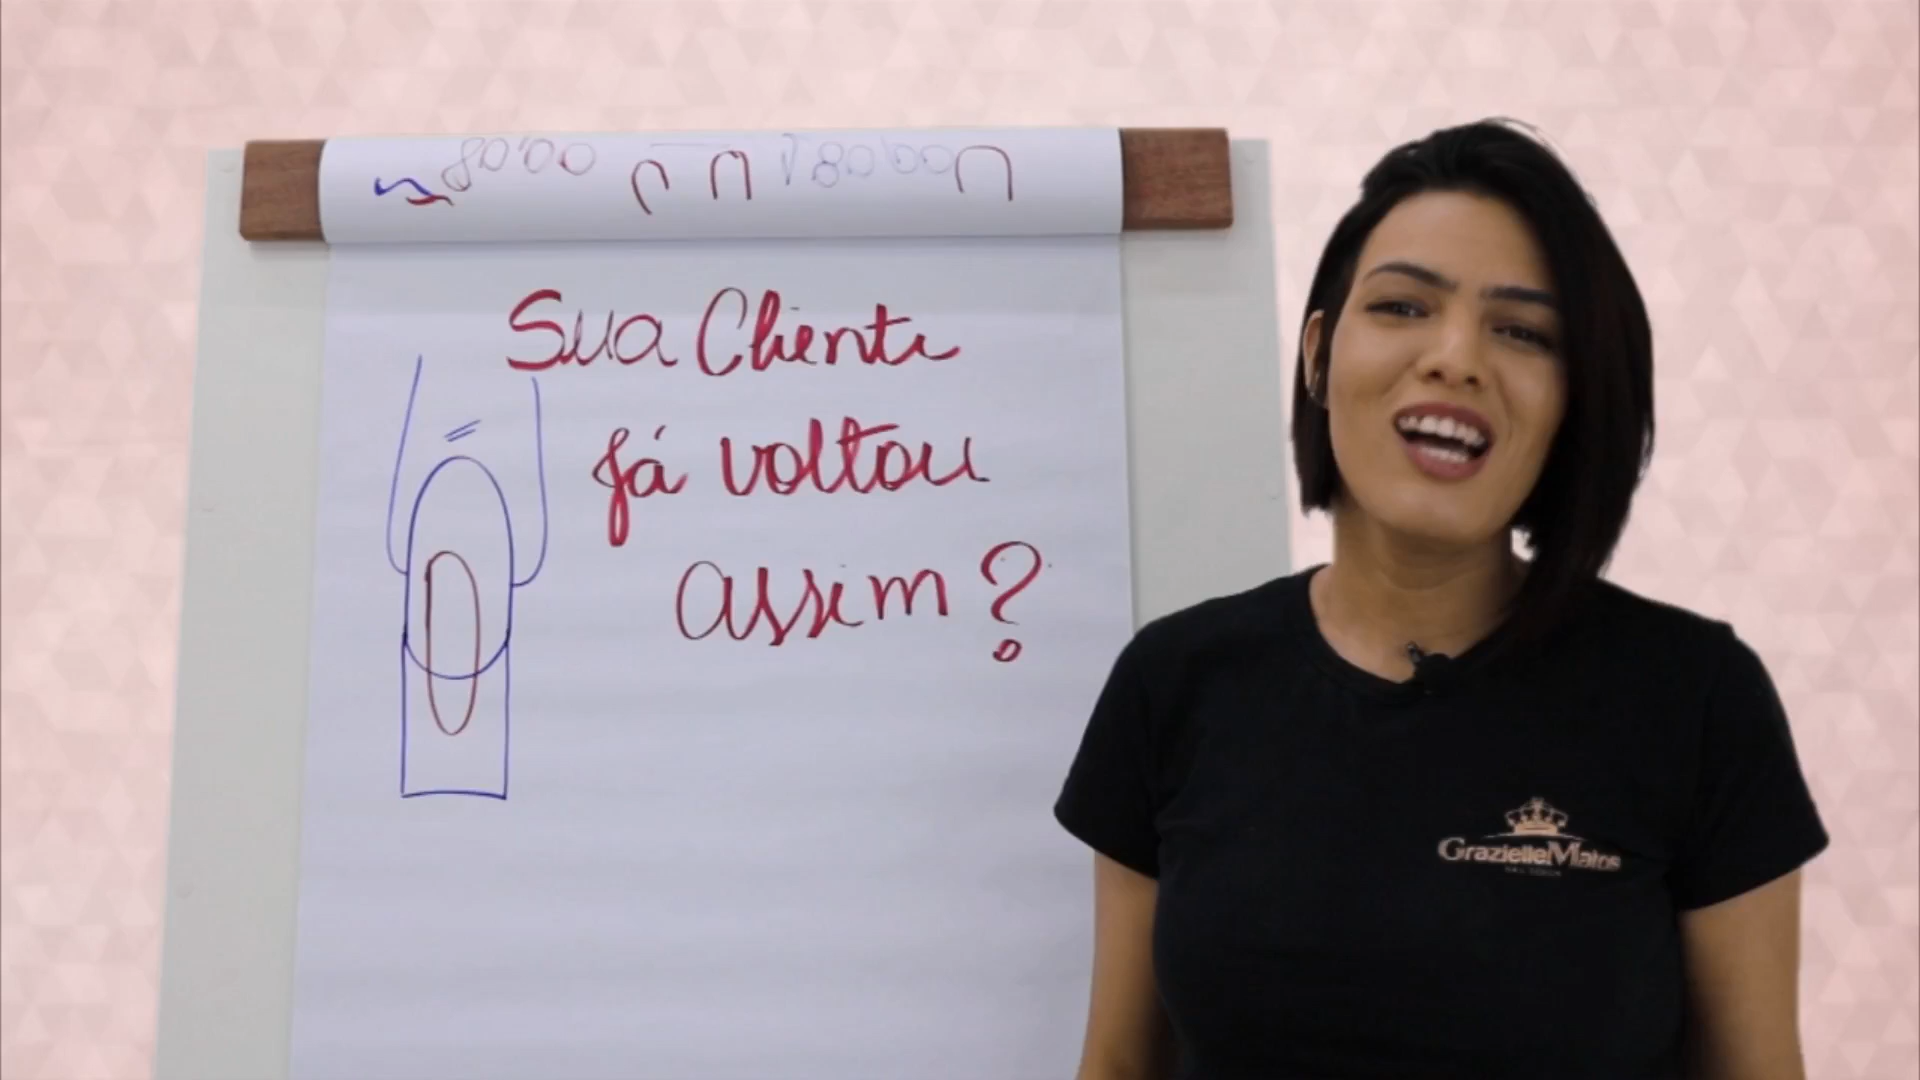 Sua Cliente
já voltou
assim?
GrazielleMatos